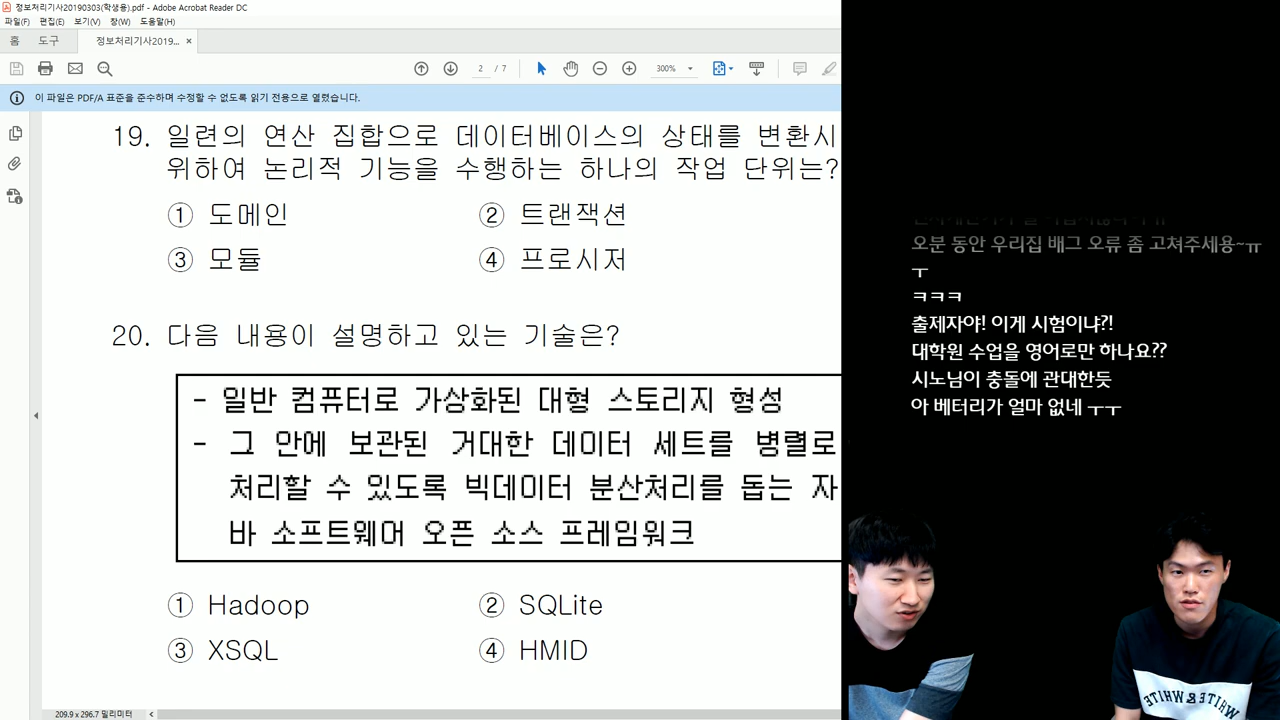 정보처리기사20190303(학생용).pdf - Adobe Acrobat Reader DC
파일(F) 편집(E) 보기(V) 창(W) 도움말(H)
홈 도구 정보처리기사2019... ×
2 / 7 300%
이 파일은 PDF/A 표준을 준수하며 수정할 수 없도록 읽기 전용으로 열렸습니다.
19. 일련의 연산 집합으로 데이터베이스의 상태를 변환시
위하여 논리적 기능을 수행하는 하나의 작업 단위는?
① 도메인 ② 트랜잭션
③ 모듈 ④ 프로시저
20. 다음 내용이 설명하고 있는 기술은?
- 일반 컴퓨터로 가상화된 대형 스토리지 형성
- 그 안에 보관된 거대한 데이터 세트를 병렬로
처리할 수 있도록 빅데이터 분산처리를 돕는 자
바 소프트웨어 오픈 소스 프레임워크
① Hadoop ② SQLite
③ XSQL ④ HMID
209.9 x 296.7 밀리미터
오분 동안 우리집 배그 오류 좀 고쳐주세용~ㅠ
ㅜ
ㅋㅋㅋ
출제자야! 이게 시험이냐?!
대학원 수업을 영어로만 하나요??
시노님이 충돌에 관대한듯
아 베터리가 얼마 없네 ㅜㅜ
WHITE & WHITE